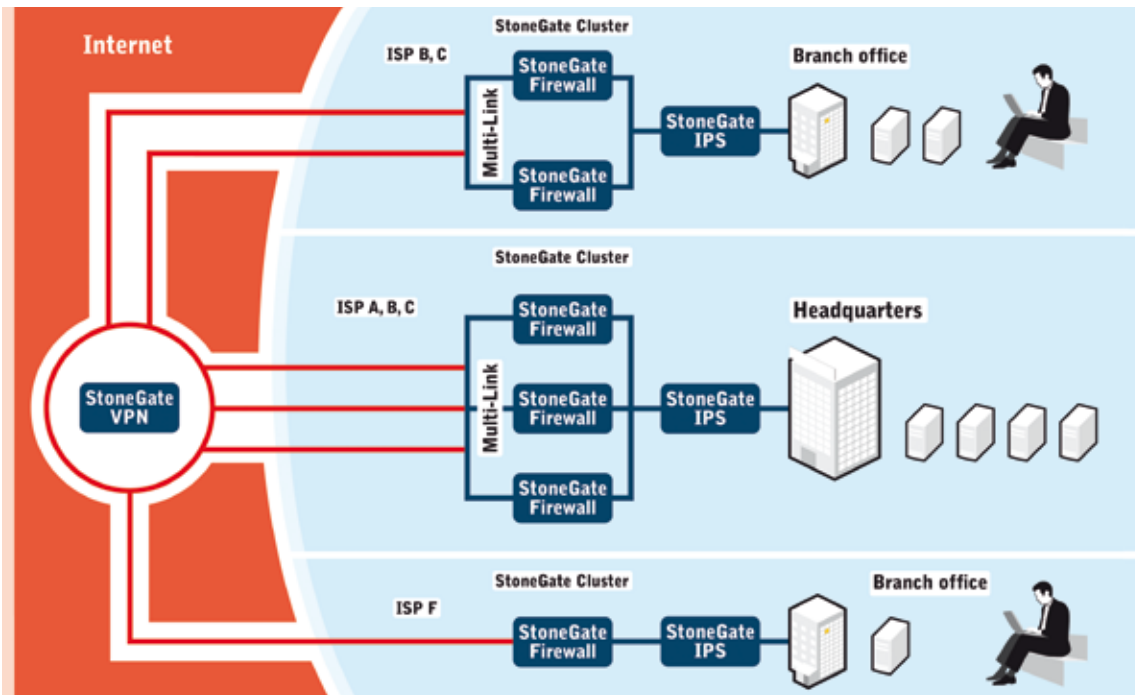 Internet
StoneGate Cluster
ISP B, C
StoneGate
Firewall
Multi-Link
StoneGate
Firewall
StoneGate
IPS
Branch office
StoneGate Cluster
ISP A, B, C
StoneGate
Firewall
StoneGate
VPN
Multi-Link
StoneGate
Firewall
StoneGate
Firewall
StoneGate
IPS
Headquarters
StoneGate Cluster
ISP F
StoneGate
Firewall
StoneGate
IPS
Branch office